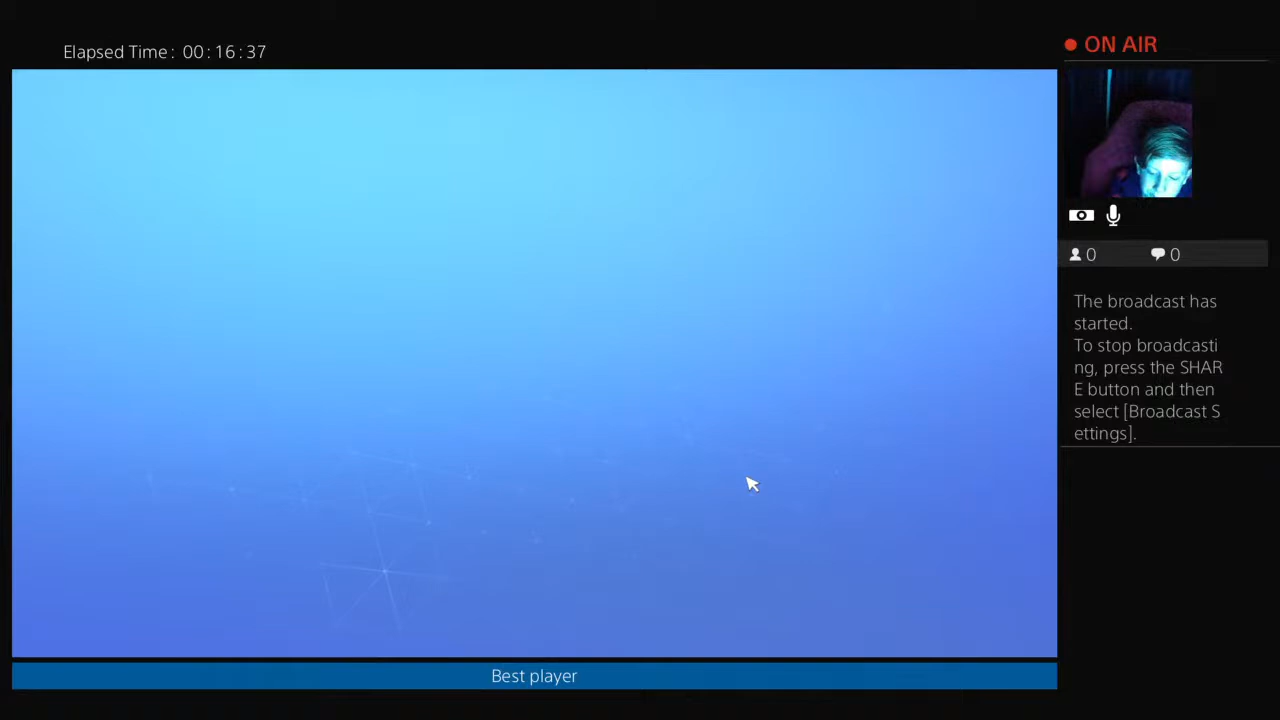 Elapsed Time: 00:16:37
ON AIR
0
0
The broadcast has
started.
To stop broadcasti
ng, press the SHAR
E button and then
select [Broadcast S
ettings].
Best player